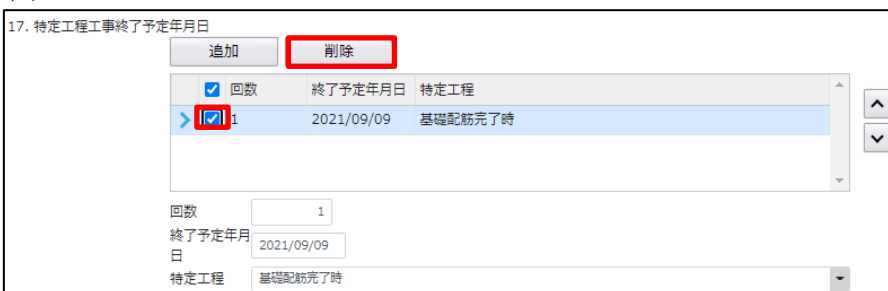 17. 特定工程工事終了予定年月日
追加 削除
回数 終了予定年月日 特定工程
1 2021/09/09 基礎配筋完了時
回数 1
終了予定年月
日 2021/09/09
特定工程 基礎配筋完了時